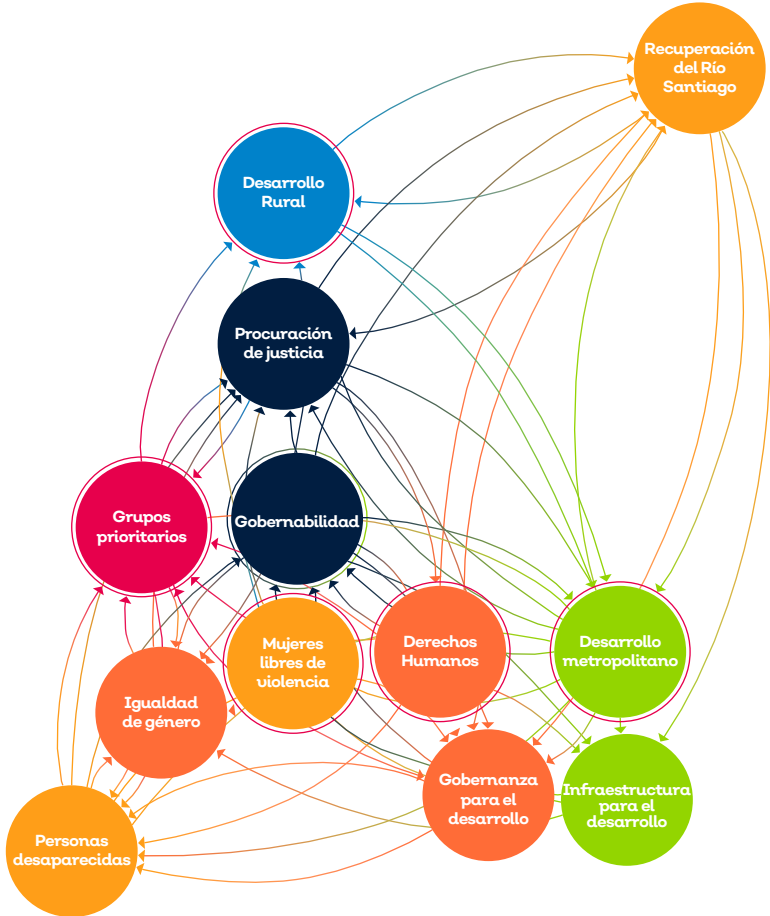 Recuperación
del Río
Santiago
Desarrollo
Rural
Procuración
de justicia
Grupos
prioritarios
Gobernabilidad
Mujeres
libres de
violencia
Derechos
Humanos
Desarrollo
metropolitano
Igualdad
de género
Gobernanza
para el
desarrollo
Infraestructura
para el
desarrollo
Personas
desaparecidas